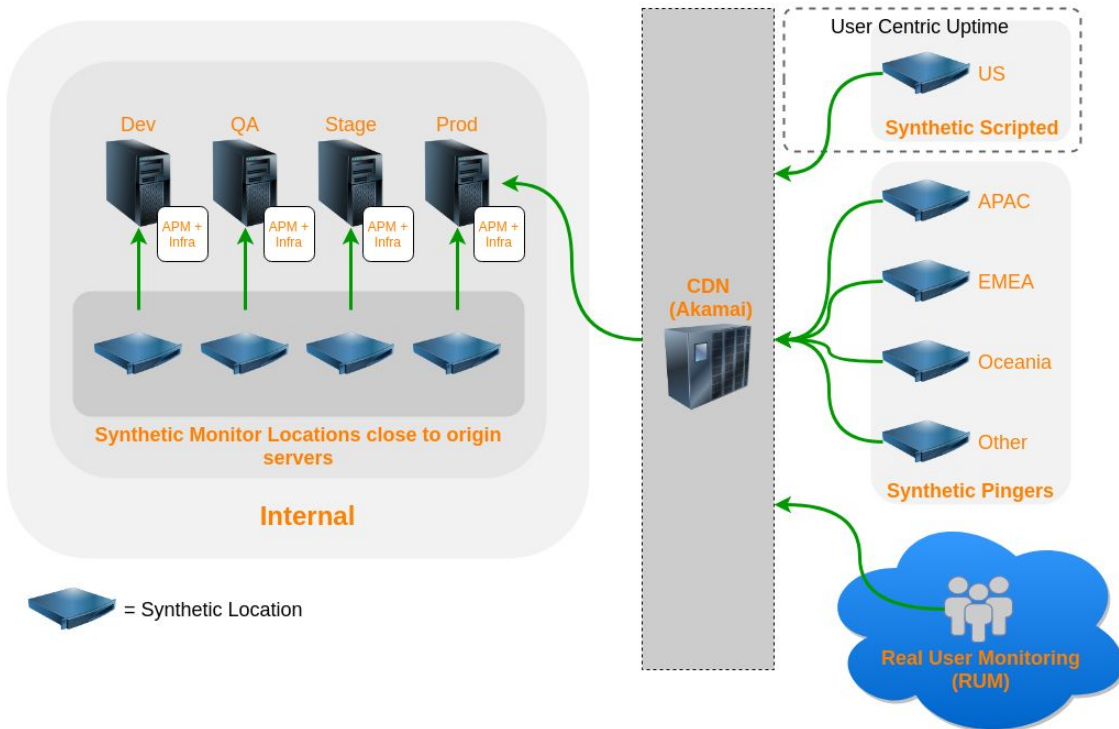 User Centric Uptime
US
Synthetic Scripted
Dev
QA
Stage
Prod
APM +
Infra
APM +
Infra
APM +
Infra
APM +
Infra
APAC
EMEA
Oceania
Other
Synthetic Pingers
CDN
(Akamai)
Synthetic Monitor Locations close to origin
servers
Internal
= Synthetic Location
Real User Monitoring
(RUM)